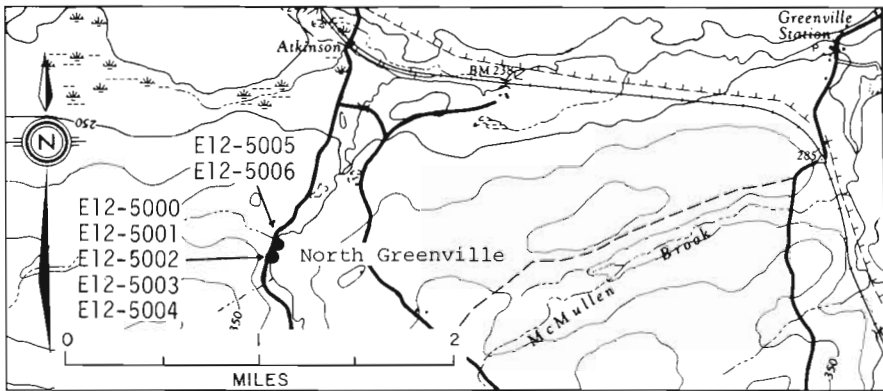 Greenville
Station
Atkinson
BM 238
250
N
E12-5005
E12-5006
285
E12-5000
E12-5001
E12-5002
E12-5003
E12-5004
North Greenville
McMullen Brook
350
350
0 1 2
MILES